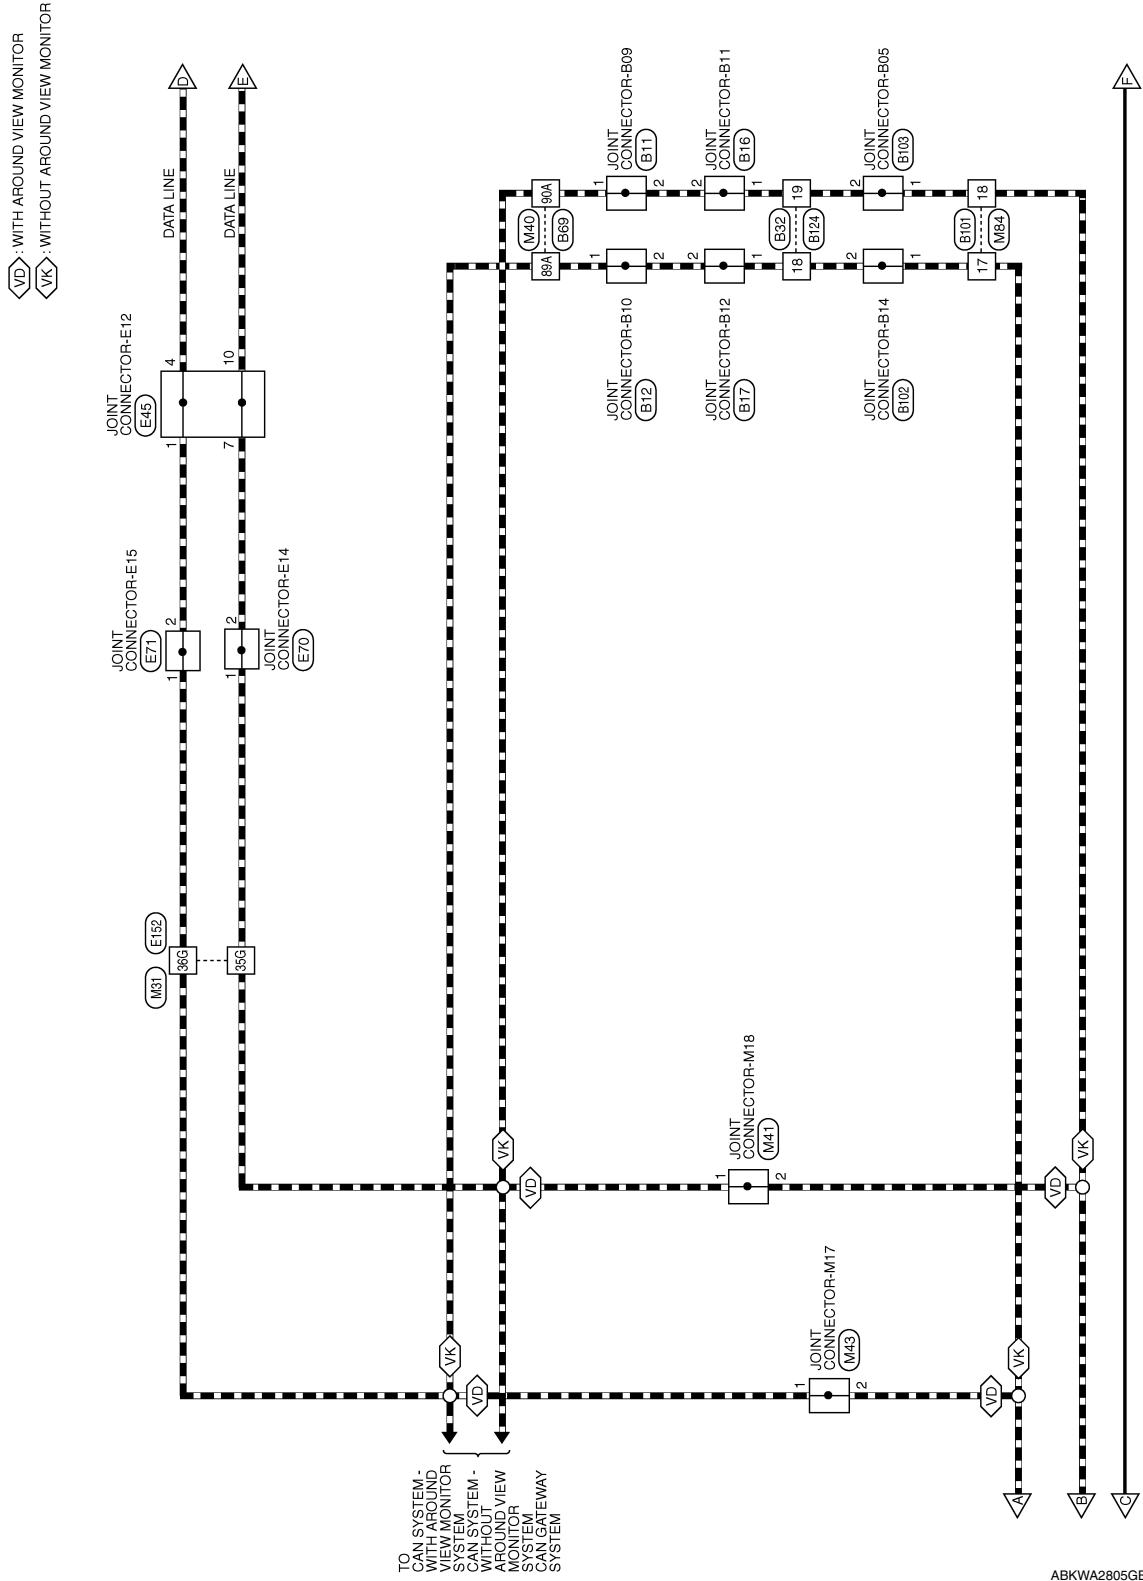 VD : WITH AROUND VIEW MONITOR
VK : WITHOUT AROUND VIEW MONITOR
D
DATA LINE
E
DATA LINE
JOINT
CONNECTOR-E12
E45
4
10
1
7
JOINT
CONNECTOR-E15
E71
2
1
2
1
JOINT
CONNECTOR-E14
E70
E152
M31
36G
35G
M40
B69
90A
89A
JOINT
CONNECTOR-B09
B11
1
2
JOINT
CONNECTOR-B11
B16
2
1
B32
B124
19
18
JOINT
CONNECTOR-B05
B103
2
1
B101
M84
18
17
JOINT
CONNECTOR-B10
B12
1
2
JOINT
CONNECTOR-B12
B17
2
1
JOINT
CONNECTOR-B14
B102
2
1
F
VK
VD
JOINT
CONNECTOR-M18
M41
1
2
VD
VK
VK
VD
JOINT
CONNECTOR-M17
M43
1
2
VD
VK
TO
CAN SYSTEM -
WITH AROUND
VIEW MONITOR
SYSTEM
CAN SYSTEM -
WITHOUT
AROUND VIEW
MONITOR
SYSTEM
CAN GATEWAY
SYSTEM
A
B
C
ABKWA2805GE